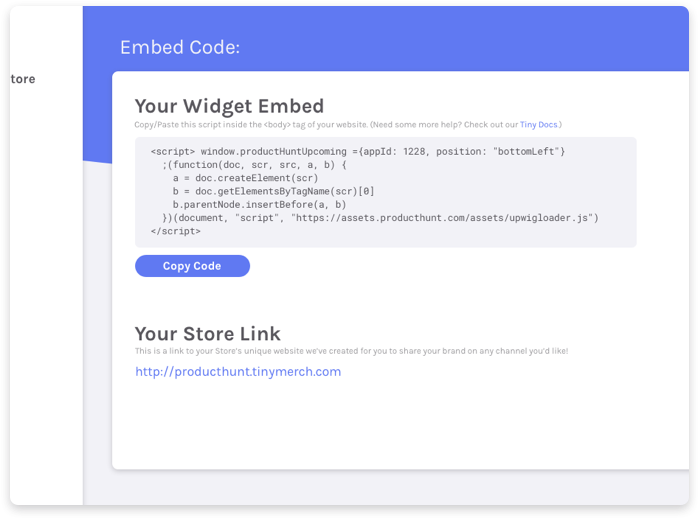 Embed Code:
tore
Your Widget Embed
Copy/Paste this script inside the <body> tag of your website. (Need some more help? Check out our Tiny Docs.)
<script> window.productHuntUpcoming ={appId: 1228, position: "bottomLeft"}
;(function(doc, scr, src, a, b) {
a = doc.createElement(scr)
b = doc.getElementsByTagName(scr)[0]
b.parentNode.insertBefore(a, b)
})(document, "script", "https://assets.producthunt.com/assets/upwigloader.js")
</script>
Copy Code
Your Store Link
This is a link to your Store's unique website we've created for you to share your brand on any channel you'd like!
http://producthunt.tinymerch.com